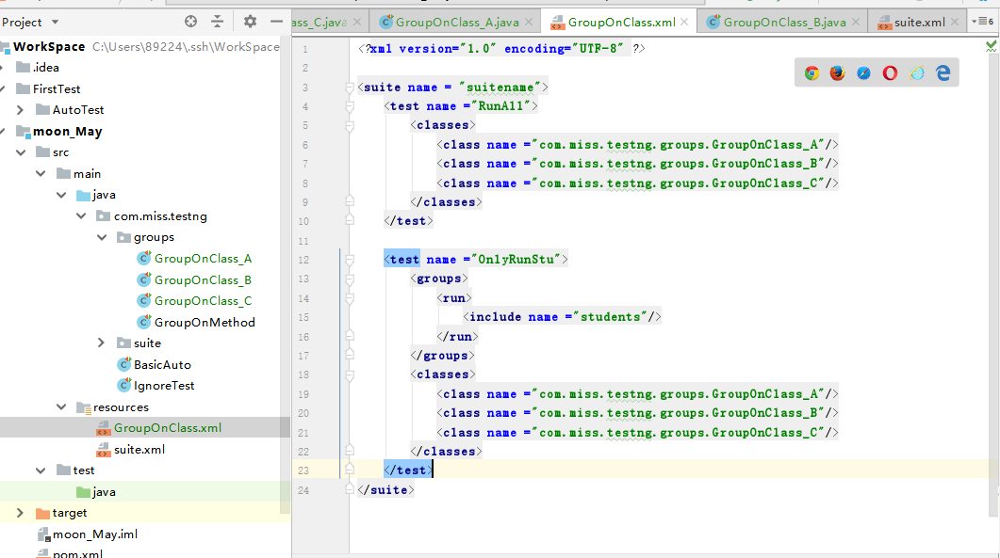 Project
ass_C.java
GroupOnClass_A.java
GroupOnClass.xml
GroupOnClass_B.java
suite.xml
6
WorkSpace C:\Users\89224\.ssh\WorkSpace
.idea
FirstTest
AutoTest
moon_May
src
main
java
com.miss.testng
groups
GroupOnClass_A
GroupOnClass_B
GroupOnClass_C
GroupOnMethod
suite
BasicAuto
IgnoreTest
resources
GroupOnClass.xml
suite.xml
test
java
target
moon_May.iml
pom.xml
1 <?xml version="1.0" encoding="UTF-8" ?>
2
3 <suite name = "suitename">
4 <test name ="RunAll">
5 <classes>
6 <class name ="com.miss.testng.groups.GroupOnClass_A"/>
7 <class name ="com.miss.testng.groups.GroupOnClass_B"/>
8 <class name ="com.miss.testng.groups.GroupOnClass_C"/>
9 </classes>
10 </test>
11
12 <test name ="OnlyRunStu">
13 <groups>
14 <run>
15 <include name ="students"/>
16 </run>
17 </groups>
18 <classes>
19 <class name ="com.miss.testng.groups.GroupOnClass_A"/>
20 <class name ="com.miss.testng.groups.GroupOnClass_B"/>
21 <class name ="com.miss.testng.groups.GroupOnClass_C"/>
22 </classes>
23 </test>
24 </suite>